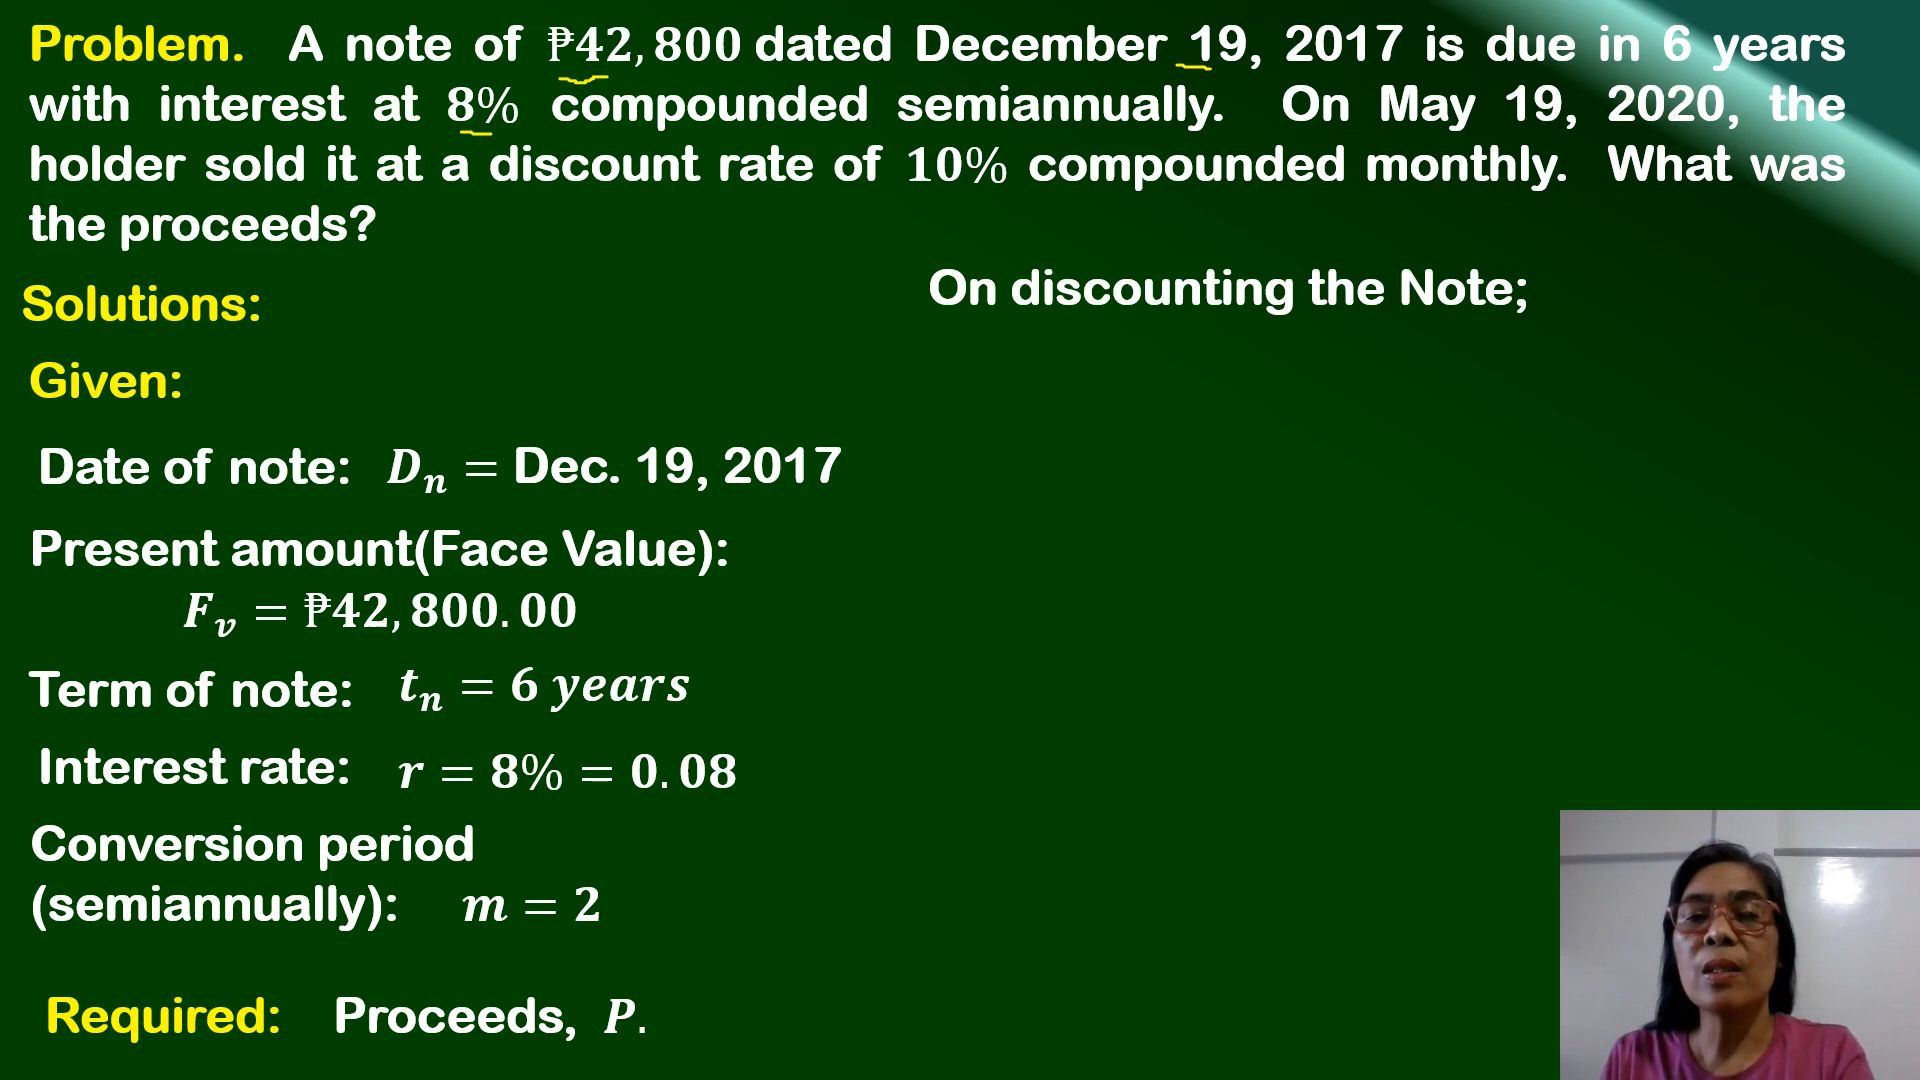 Problem. A note of ₱42,800 dated December 19, 2017 is due in 6 years
with interest at 8% compounded semiannually. On May 19, 2020, the
holder sold it at a discount rate of 10% compounded monthly. What was
the proceeds?
Solutions:
On discounting the Note;
Given:
Date of note: Dₙ = Dec. 19, 2017
Present amount(Face Value):
Fᵥ = ₱42,800.00
Term of note: tₙ = 6 years
Interest rate: r = 8% = 0.08
Conversion period
(semiannually): m = 2
Required: Proceeds, P.